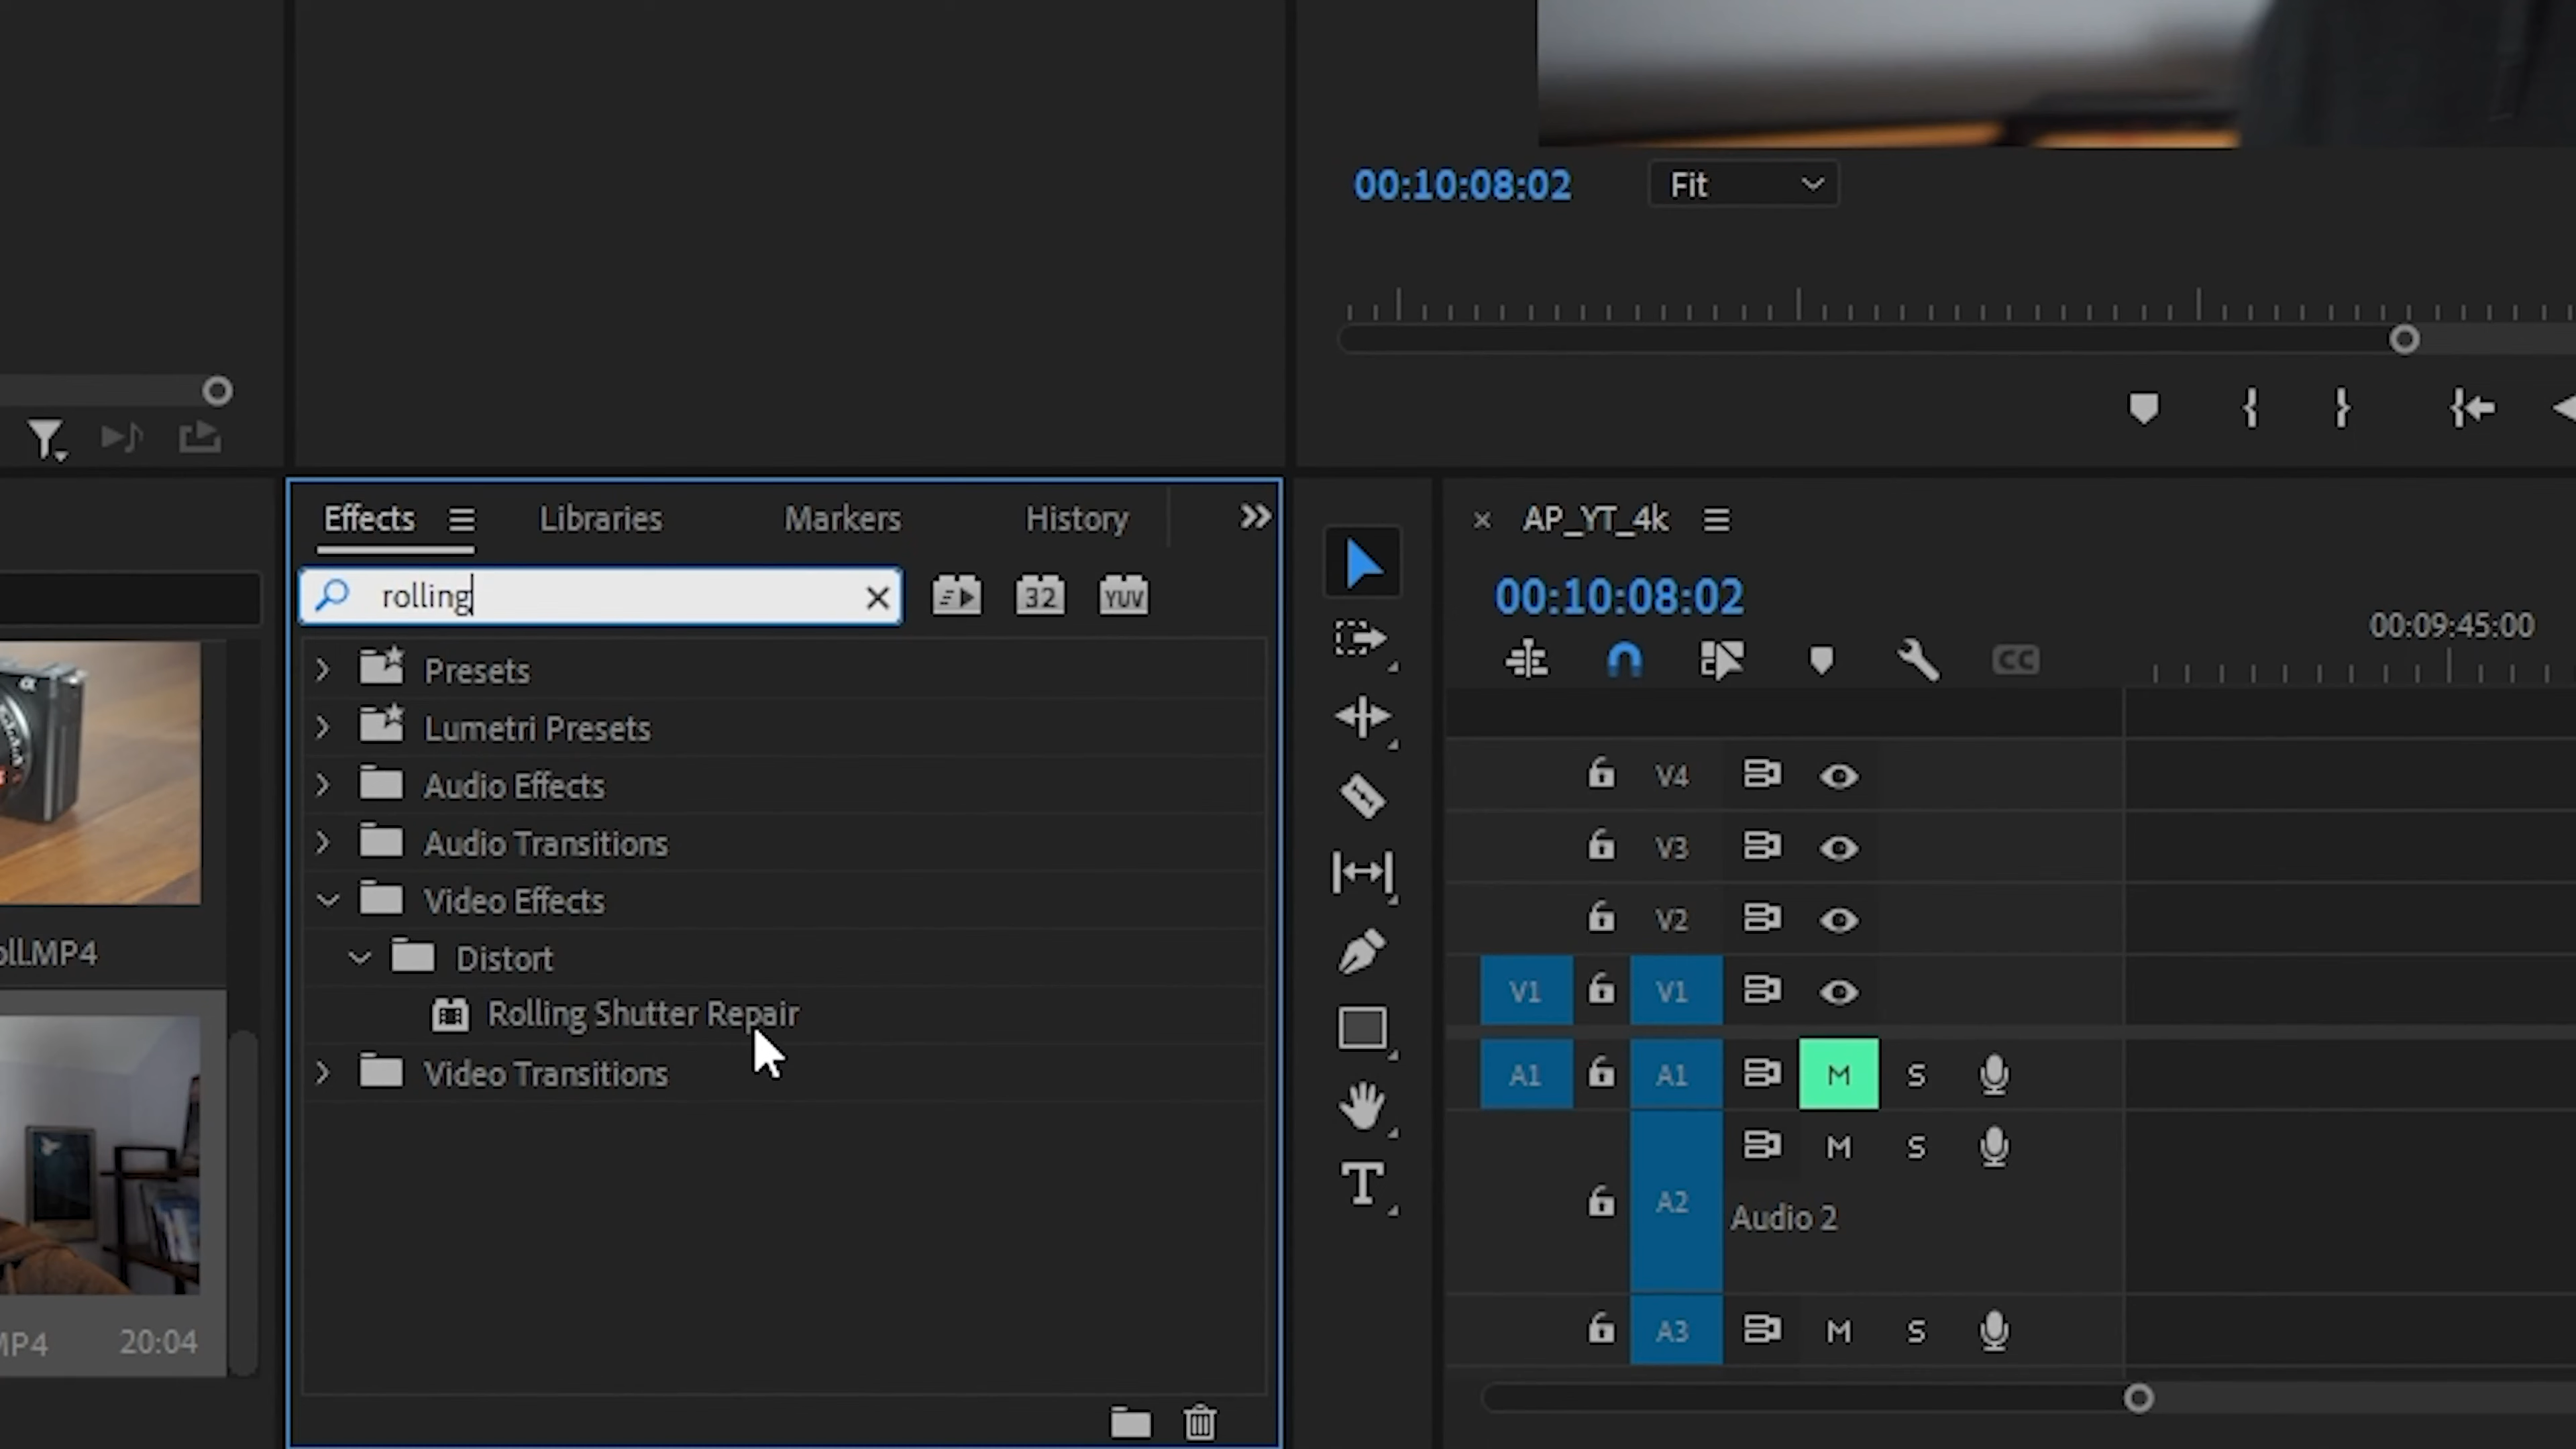 00:10:08:02
Fit
Effects
Libraries
Markers
History
AP_YT_4k
rolling
32
YUV
00:10:08:02
00:09:45:00
Presets
Lumetri Presets
Audio Effects
Audio Transitions
Video Effects
Distort
Rolling Shutter Repair
Video Transitions
CC
V4
V3
V2
V1 V1
A1 A1 M S
M S
A2
Audio 2
A3 M S
T
oll.MP4
MP4 20:04